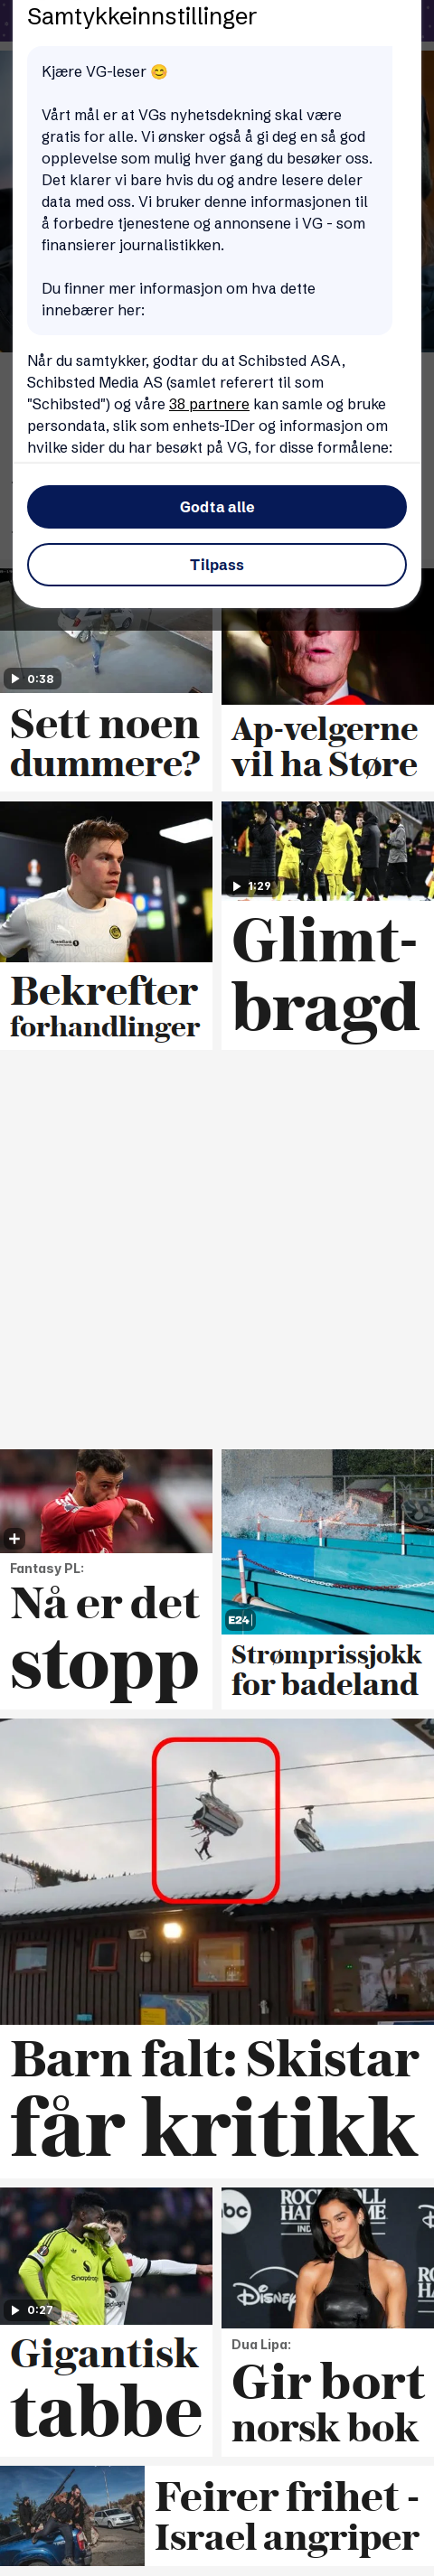 Samtykkeinnstillinger
Kjære VG-leser 😊
Vårt mål er at VGs nyhetsdekning skal være
gratis for alle. Vi ønsker også å gi deg en så god
opplevelse som mulig hver gang du besøker oss.
Det klarer vi bare hvis du og andre lesere deler
data med oss. Vi bruker denne informasjonen til
å forbedre tjenestene og annonsene i VG - som
finansierer journalistikken.
Du finner mer informasjon om hva dette
innebærer her:
Når du samtykker, godtar du at Schibsted ASA,
Schibsted Media AS (samlet referert til som
"Schibsted") og våre 38 partnere kan samle og bruke
persondata, slik som enhets-IDer og informasjon om
hvilke sider du har besøkt på VG, for disse formålene:
Godta alle
Tilpass
0:38
Sett noen
dummere?
Ap-velgerne
vil ha Støre
Bekrefter
forhandlinger
1:29
Glimt-
bragd
Fantasy PL:
Nå er det
stopp
E24
Strømprissjokk
for badeland
Barn falt: Skistar
får kritikk
0:27
Gigantisk
tabbe
abc
Disney
Dua Lipa:
Gir bort
norsk bok
Feirer frihet -
Israel angriper